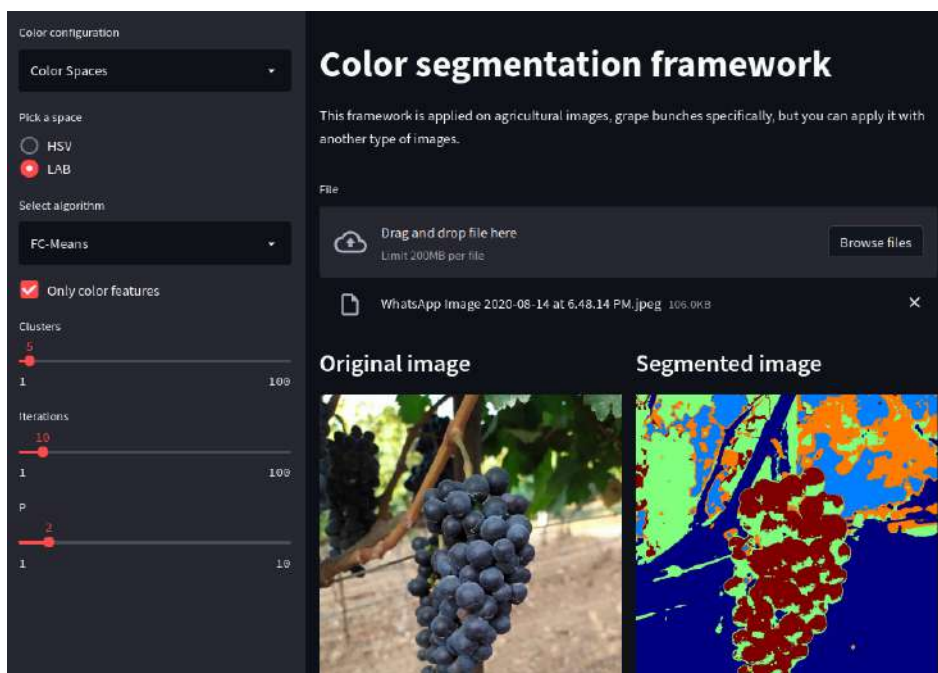 Color configuration
Color Spaces
Pick a space
HSV
LAB
Select algorithm
FC-Means
Only color features
Clusters
5
1 100
Iterations
10
1 100
P
2
1 10
Color segmentation framework
This framework is applied on agricultural images, grape bunches specifically, but you can apply it with
another type of images.
File
Drag and drop file here
Limit 200MB per file
Browse files
WhatsApp Image 2020-08-14 at 6.48.14 PM.jpeg 106.0KB
Original image
Segmented image